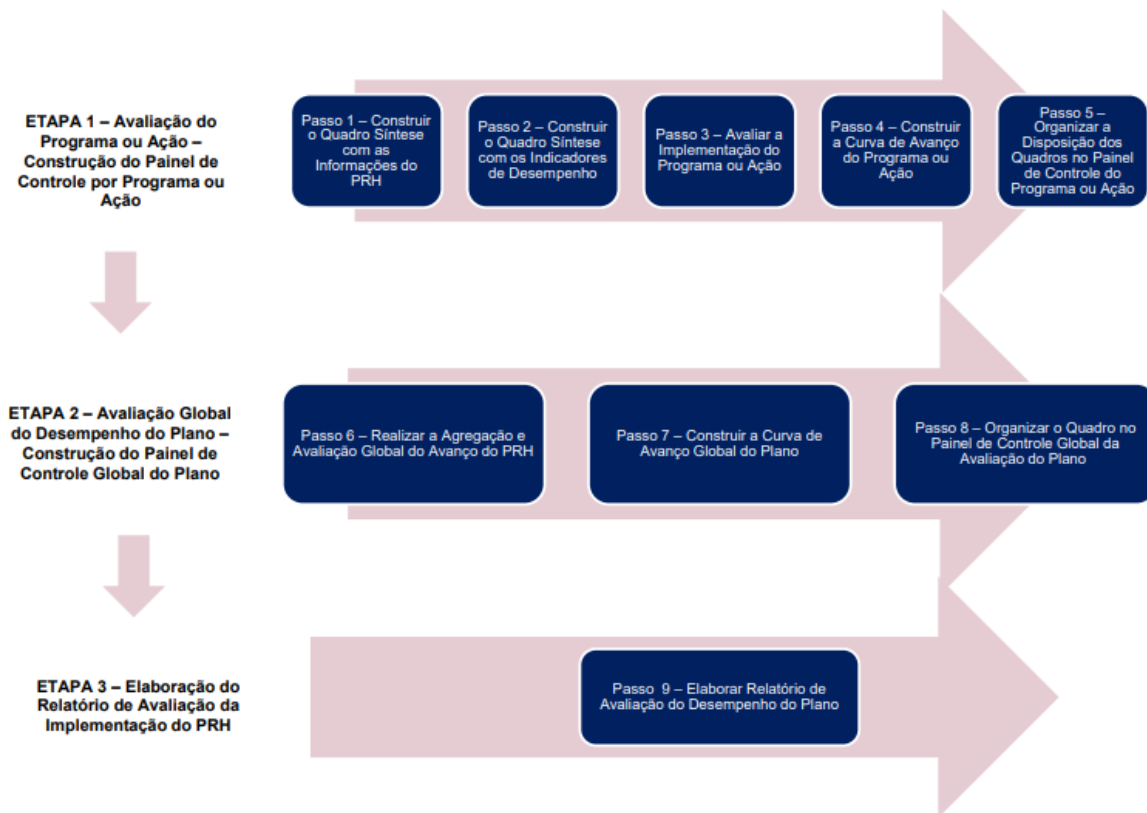 ETAPA 1 – Avaliação do
Programa ou Ação –
Construção do Painel de
Controle por Programa ou
Ação
Passo 1 – Construir
o Quadro Síntese
com as
Informações do
PRH
Passo 2 – Construir
o Quadro Síntese
com os Indicadores
de Desempenho
Passo 3 – Avaliar a
Implementação do
Programa ou Ação
Passo 4 – Construir
a Curva de Avanço
do Programa ou
Ação
Passo 5 –
Organizar a
Disposição dos
Quadros no Painel
de Controle do
Programa ou Ação
ETAPA 2 – Avaliação Global
do Desempenho do Plano –
Construção do Painel de
Controle Global do Plano
Passo 6 – Realizar a Agregação e
Avaliação Global do Avanço do PRH
Passo 7 – Construir a Curva de
Avanço Global do Plano
Passo 8 – Organizar o Quadro no
Painel de Controle Global da
Avaliação do Plano
ETAPA 3 – Elaboração do
Relatório de Avaliação da
Implementação do PRH
Passo 9 – Elaborar Relatório de
Avaliação do Desempenho do Plano